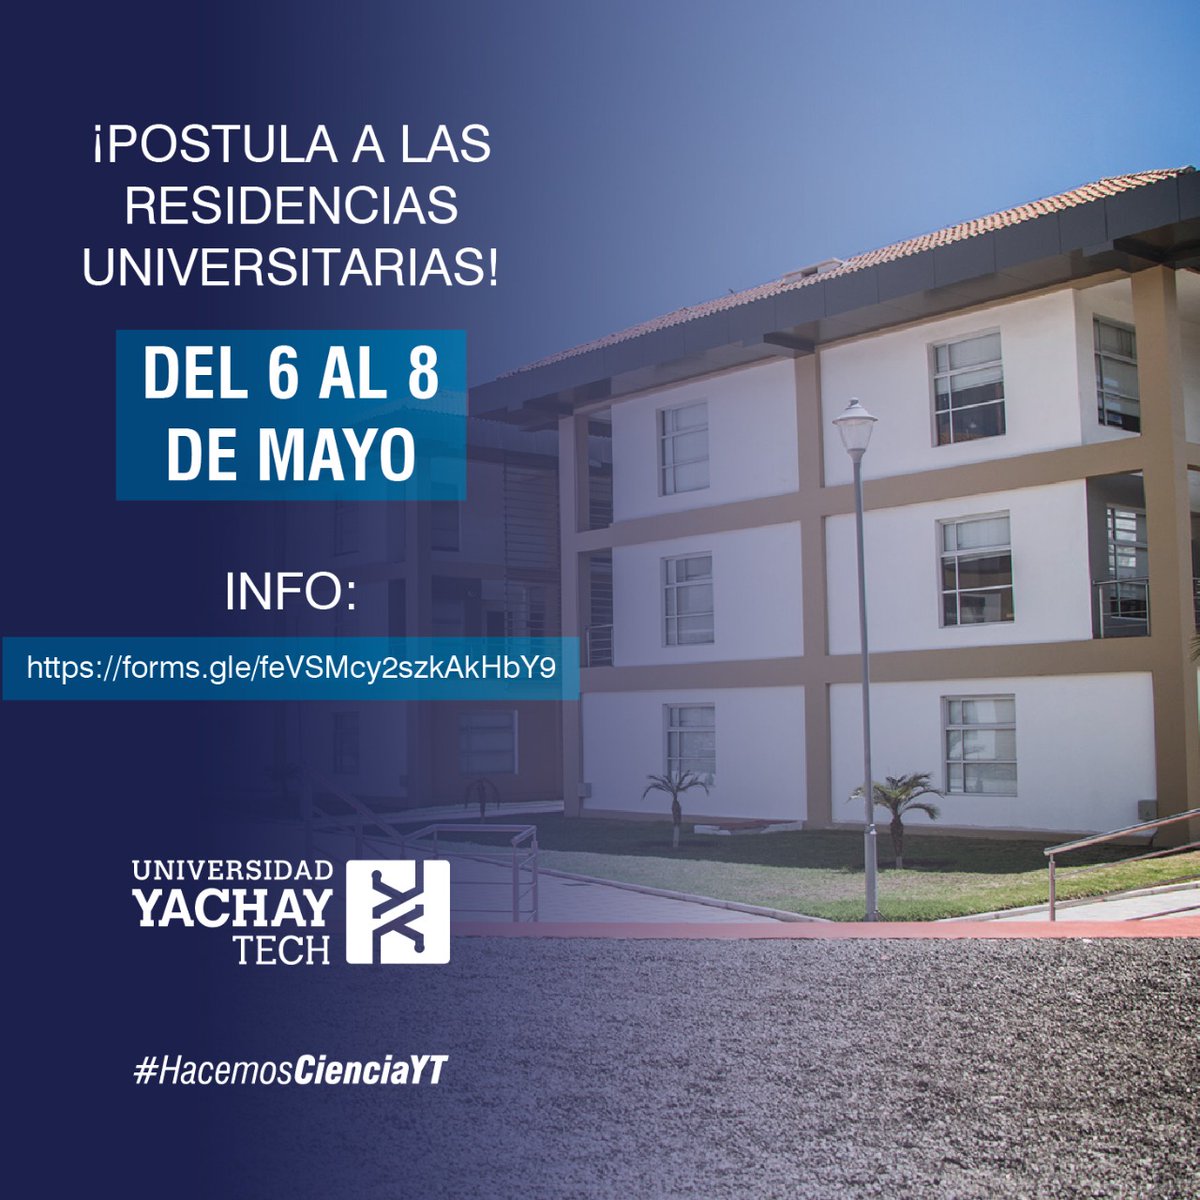 ¡POSTULA A LAS
RESIDENCIAS
UNIVERSITARIAS!
DEL 6 AL 8
DE MAYO
INFO:
https://forms.gle/feVSMcy2szkAkHbY9
UNIVERSIDAD
YACHAY
TECH
#HacemosCienciaYT